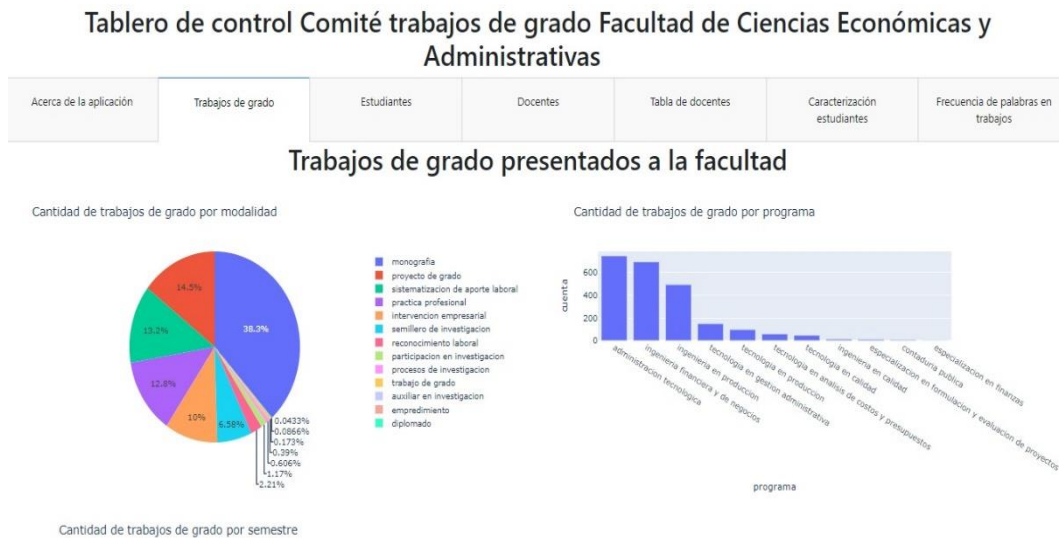 Tablero de control Comité trabajos de grado Facultad de Ciencias Económicas y
Administrativas
Acerca de la aplicación
Trabajos de grado
Estudiantes
Docentes
Tabla de docentes
Caracterización
estudiantes
Frecuencia de palabras en
trabajos
Trabajos de grado presentados a la facultad
Cantidad de trabajos de grado por modalidad
14.5%
38.3%
13.2%
12.8%
10%
6.58%
0.0433%
0.0866%
0.173%
0.39%
0.606%
1.17%
2.21%
monografia
proyecto de grado
sistematizacion de aporte laboral
practica profesional
intervencion empresarial
semillero de investigacion
reconocimiento laboral
participacion en investigacion
procesos de investigacion
trabajo de grado
auxiliar en investigacion
empredimiento
diplomado
Cantidad de trabajos de grado por programa
cuenta
600
400
200
0
administracion tecnologica
ingenieria financiera y de negocios
ingenieria en produccion
tecnologia en gestion administrativa
tecnologia en produccion
tecnologia en analisis de costos y presupuestos
tecnologia en calidad
ingenieria en calidad
especializacion en formulacion y evaluacion de proyectos
contaduria publica
especializacion en finanzas
programa
Cantidad de trabajos de grado por semestre